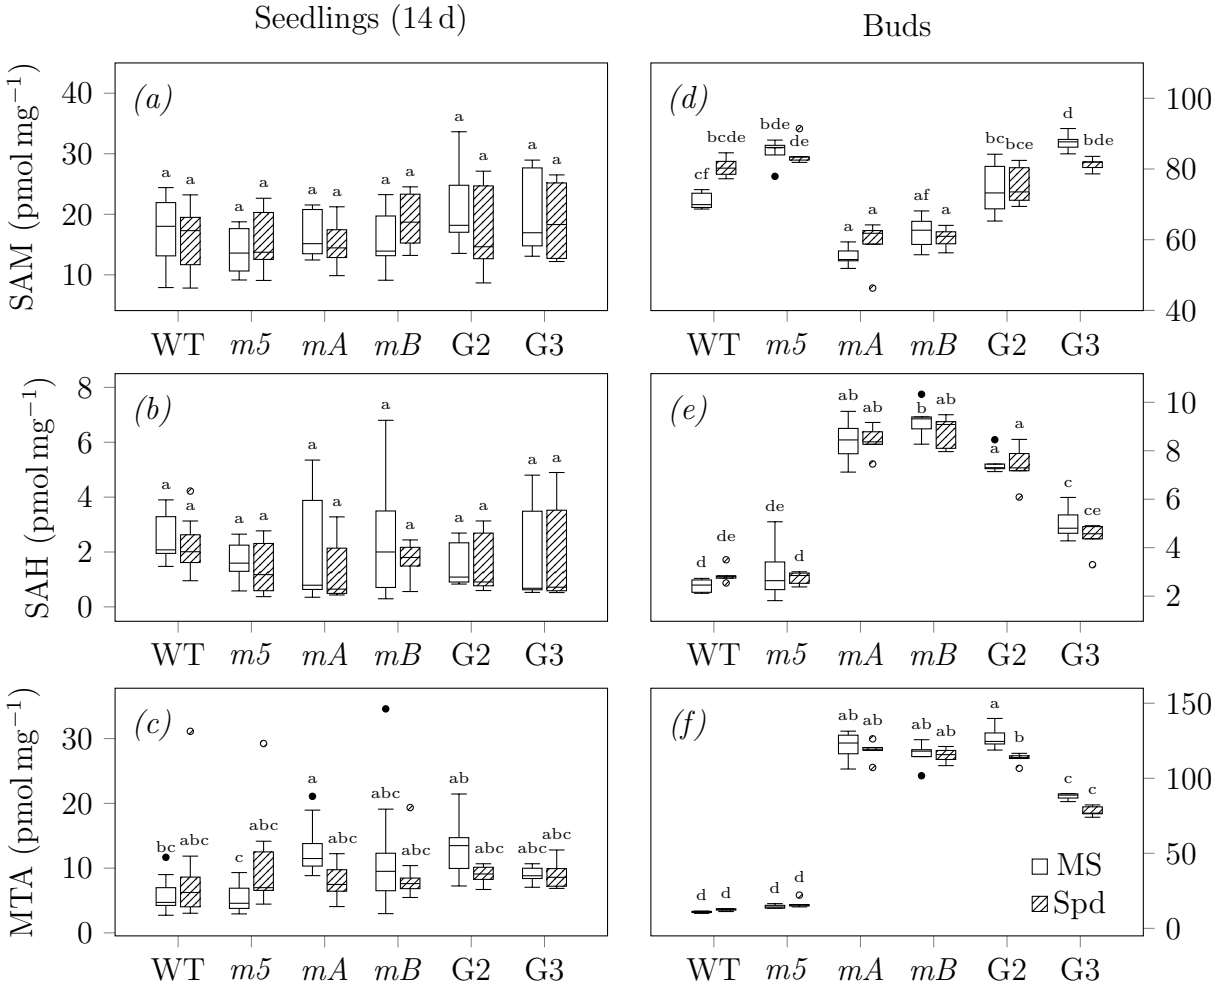 Seedlings (14 d)
Buds
SAM (pmol mg⁻¹)
(a)
40
30
20
10
a a a a a a a a a a a a
WT m5 mA mB G2 G3
(d)
100
80
60
40
cf bcde bde de a a af a bc bce d bde
WT m5 mA mB G2 G3
SAH (pmol mg⁻¹)
(b)
8
6
4
2
0
a a a a a a a a a a a a
WT m5 mA mB G2 G3
(e)
10
8
6
4
2
d de de d ab ab b ab a a c ce
WT m5 mA mB G2 G3
MTA (pmol mg⁻¹)
(c)
30
20
10
0
bc abc c abc a abc abc abc ab abc abc abc
WT m5 mA mB G2 G3
(f)
150
100
50
0
d d d d ab ab ab ab a b c c
MS
Spd
WT m5 mA mB G2 G3